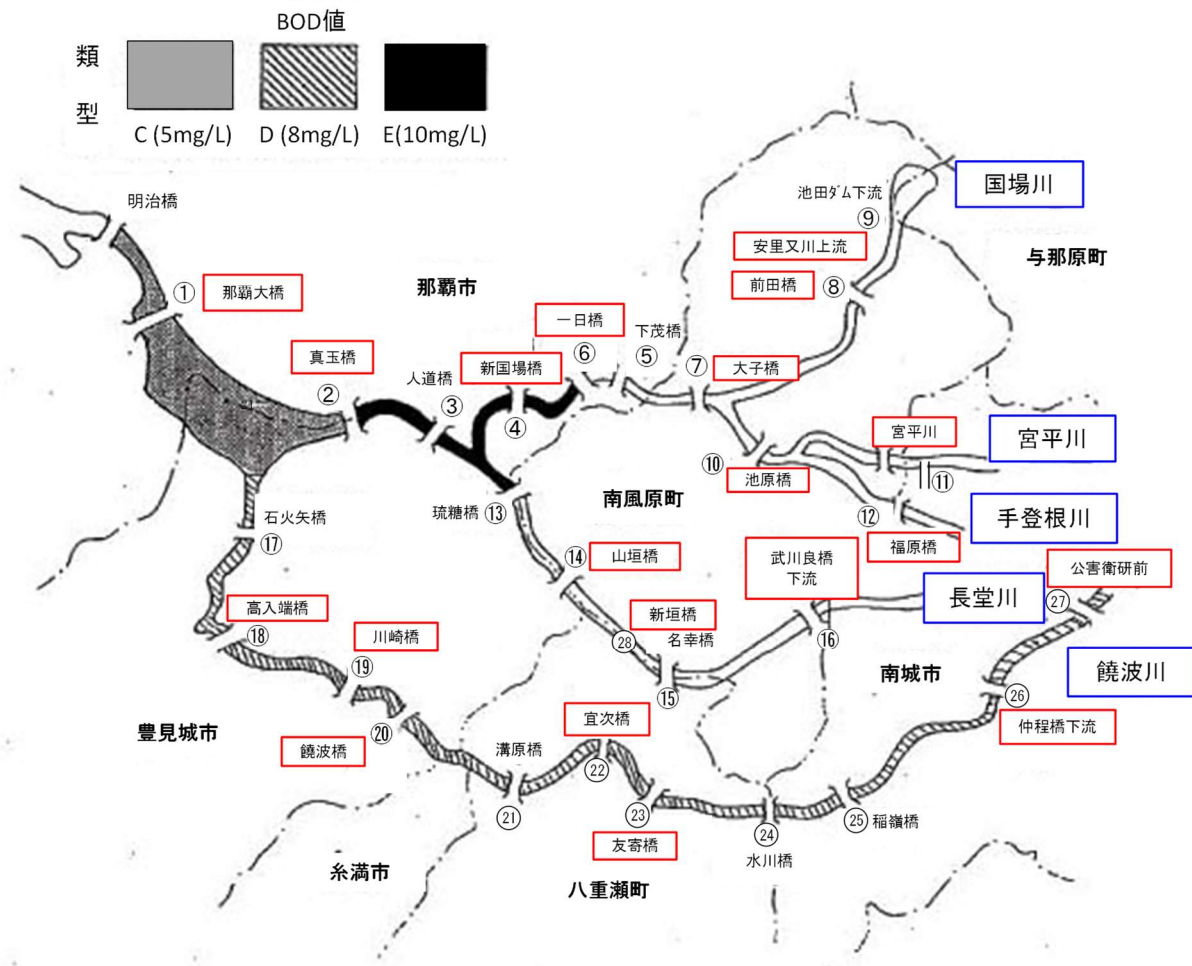 BOD値
類
型
C (5mg/L)
D (8mg/L)
E(10mg/L)
明治橋
①
那覇大橋
那覇市
真玉橋
②
人道橋
③
新国場橋
④
一日橋
⑥
下茂橋
⑤
⑦
大子橋
池田ダム下流
⑨
国場川
安里又川上流
前田橋
⑧
与那原町
宮平川
宮平川
⑪
⑩
池原橋
手登根川
⑫
福原橋
南風原町
琉糖橋
⑬
⑭
山垣橋
武川良橋
下流
長堂川
公害衛研前
㉗
石火矢橋
⑰
新垣橋
名幸橋
㉘
⑮
⑯
南城市
饒波川
㉖
仲程橋下流
高入端橋
⑱
川崎橋
⑲
豊見城市
饒波橋
⑳
溝原橋
㉑
宜次橋
㉒
㉓
友寄橋
㉔
水川橋
㉕
稲嶺橋
糸満市
八重瀬町